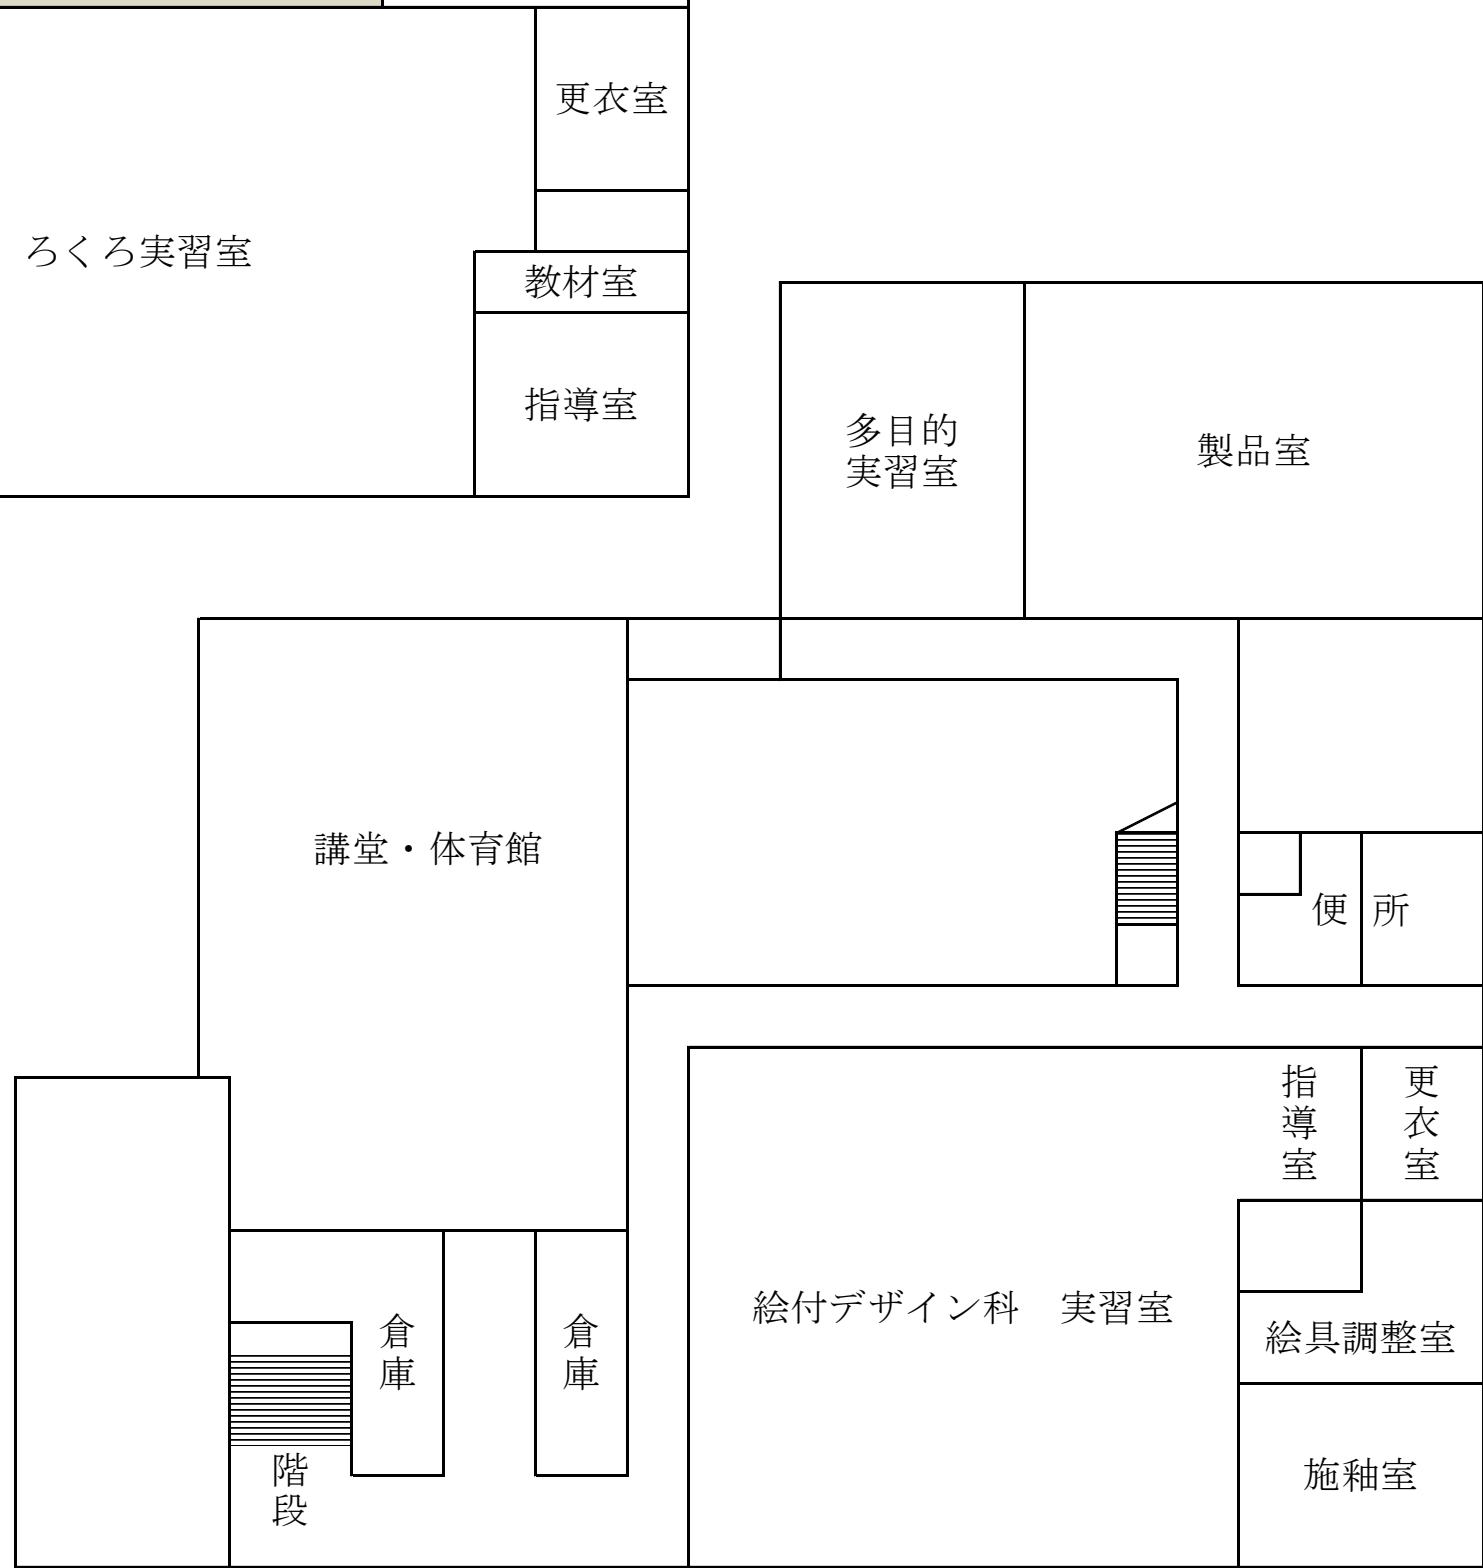 更衣室
ろくろ実習室
教材室
指導室
多目的
実習室
製品室
講堂・体育館
便
所
指導室
更衣室
絵付デザイン科　実習室
倉庫
倉庫
絵具調整室
階段
施釉室